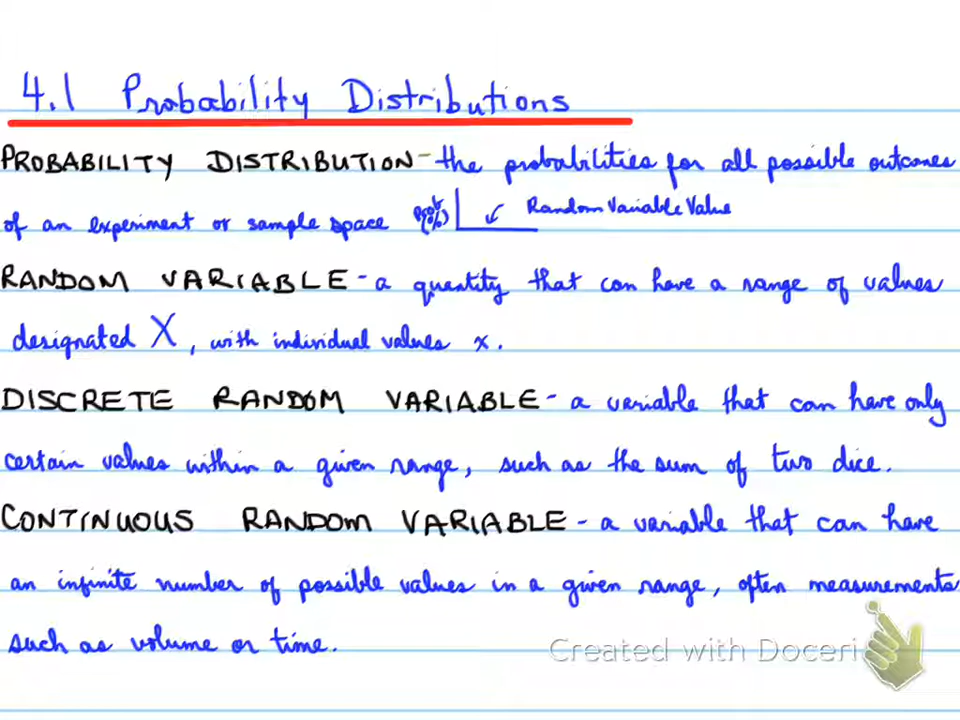 4.1 Probability Distributions
PROBABILITY DISTRIBUTION - the probabilities for all possible outcomes
of an experiment or sample space Prob (%) Random Variable Value
RANDOM VARIABLE - a quantity that can have a range of values
designated X, with individual values x.
DISCRETE RANDOM VARIABLE - a variable that can have only
certain values within a given range, such as the sum of two dice.
CONTINUOUS RANDOM VARIABLE - a variable that can have
an infinite number of possible values in a given range, often measurements
such as volume or time.
Created with Doceri